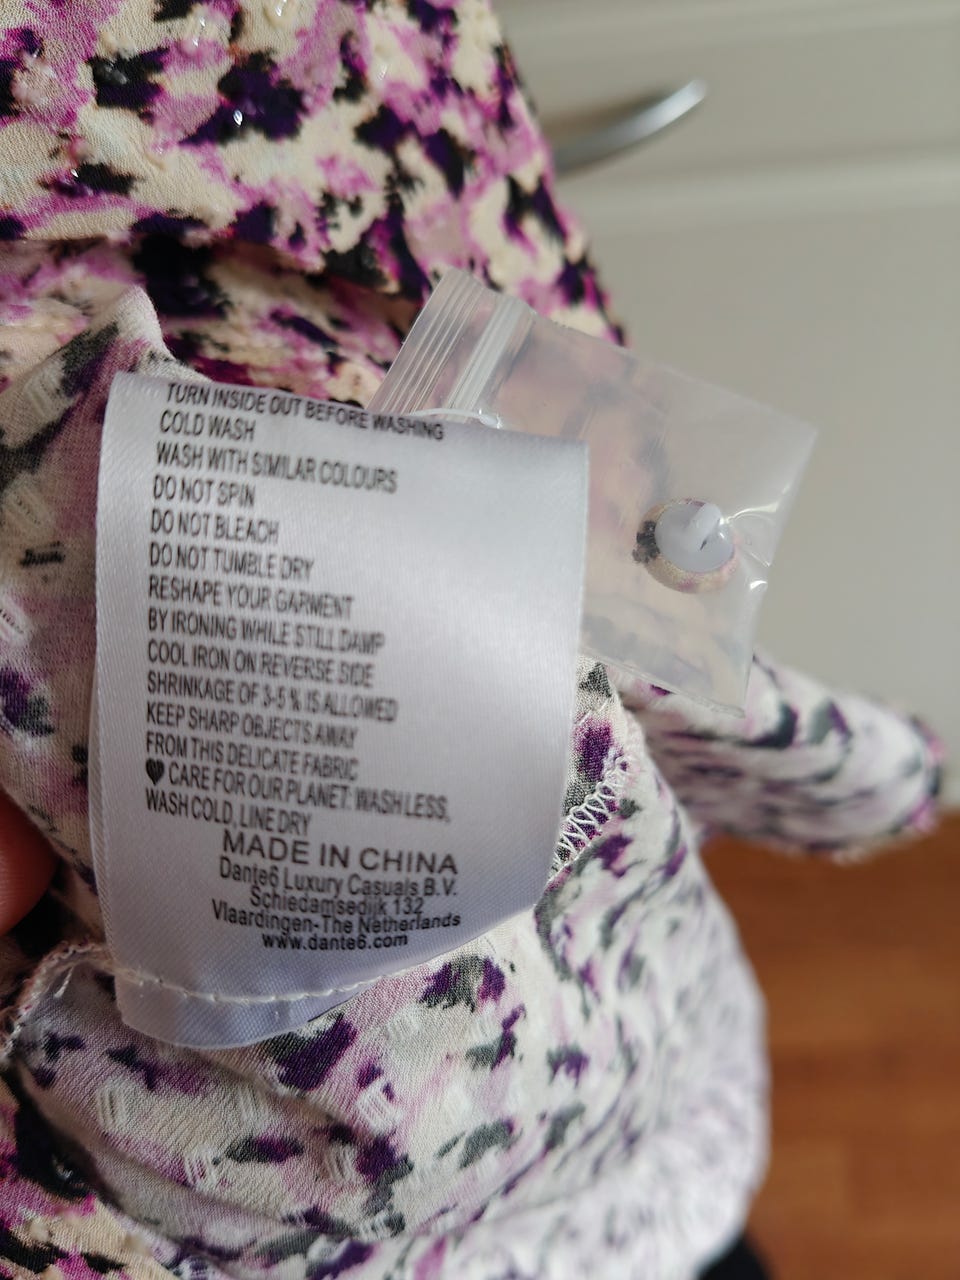 TURN INSIDE OUT BEFORE WASHING
COLD WASH
WASH WITH SIMILAR COLOURS
DO NOT SPIN
DO NOT BLEACH
DO NOT TUMBLE DRY
RESHAPE YOUR GARMENT
BY IRONING WHILE STILL DAMP
COOL IRON ON REVERSE SIDE
SHRINKAGE OF 3-5 % IS ALLOWED
KEEP SHARP OBJECTS AWAY
FROM THIS DELICATE FABRIC
♥ CARE FOR OUR PLANET: WASH LESS,
WASH COLD, LINE DRY
MADE IN CHINA
Dante6 Luxury Casuals B.V.
Schiedamsedijk 132
Vlaardingen-The Netherlands
www.dante6.com